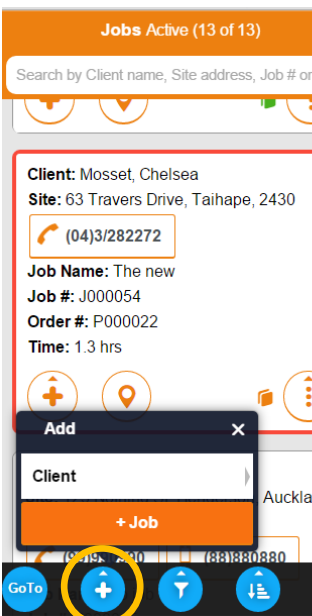 Jobs Active (13 of 13)
Search by Client name, Site address, Job # or
Client: Mosset, Chelsea
Site: 63 Travers Drive, Taihape, 2430
(04)3/282272
Job Name: The new
Job #: J000054
Order #: P000022
Time: 1.3 hrs
Add
Client
Auckla
+ Job
(88)880880
GoTo